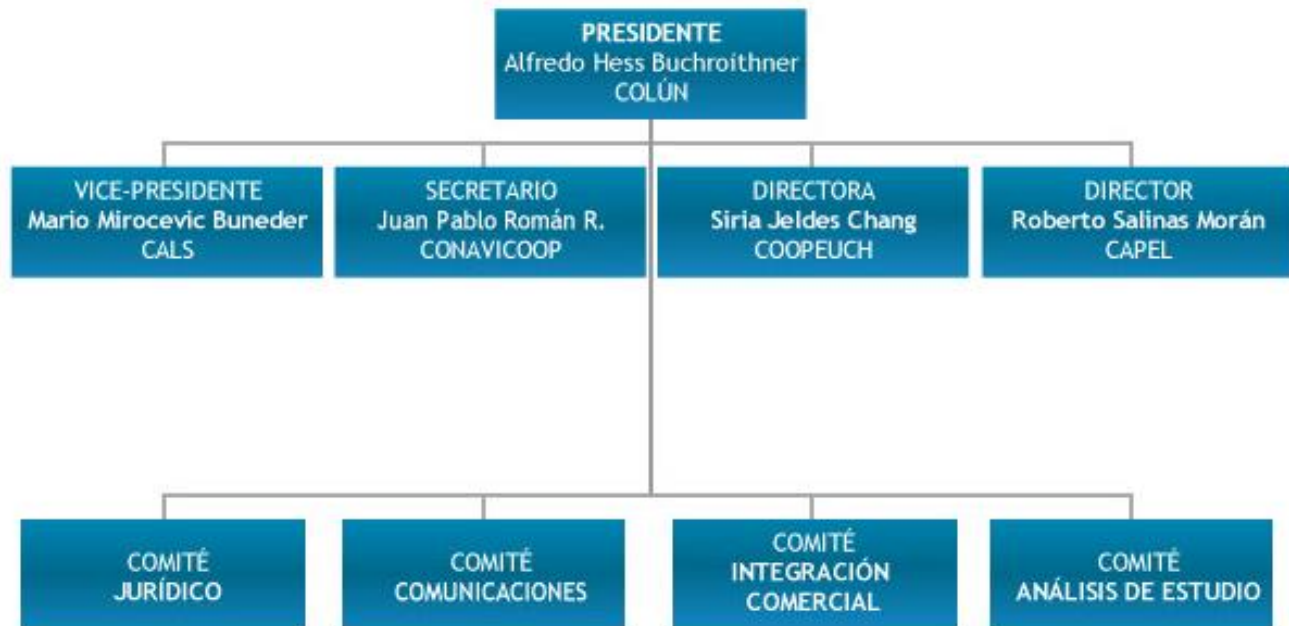 PRESIDENTE
Alfredo Hess Buchroithner
COLÚN
VICE-PRESIDENTE
Mario Mirocevic Buneder
CALS
SECRETARIO
Juan Pablo Román R.
CONAVICOOP
DIRECTORA
Siria Jeldes Chang
COOPEUCH
DIRECTOR
Roberto Salinas Morán
CAPEL
COMITÉ
JURÍDICO
COMITÉ
COMUNICACIONES
COMITÉ
INTEGRACIÓN
COMERCIAL
COMITÉ
ANÁLISIS DE ESTUDIO